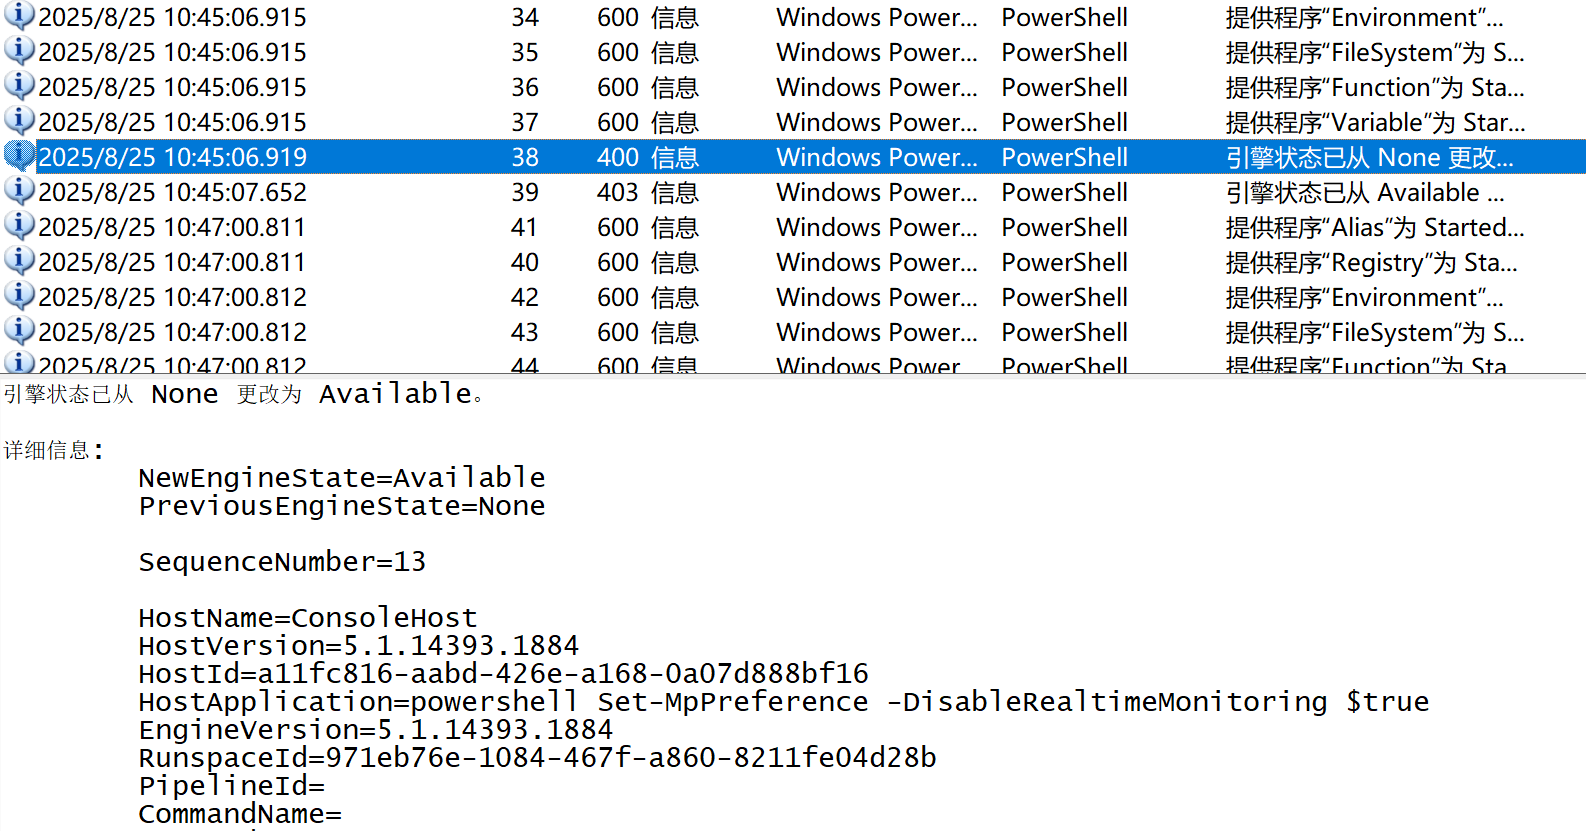 2025/8/25 10:45:06.915 34 600 信息 Windows Power... PowerShell 提供程序“Environment”...
2025/8/25 10:45:06.915 35 600 信息 Windows Power... PowerShell 提供程序“FileSystem”为 S...
2025/8/25 10:45:06.915 36 600 信息 Windows Power... PowerShell 提供程序“Function”为 Sta...
2025/8/25 10:45:06.915 37 600 信息 Windows Power... PowerShell 提供程序“Variable”为 Star...
2025/8/25 10:45:06.919 38 400 信息 Windows Power... PowerShell 引擎状态已从 None 更改...
2025/8/25 10:45:07.652 39 403 信息 Windows Power... PowerShell 引擎状态已从 Available ...
2025/8/25 10:47:00.811 41 600 信息 Windows Power... PowerShell 提供程序“Alias”为 Started...
2025/8/25 10:47:00.811 40 600 信息 Windows Power... PowerShell 提供程序“Registry”为 Sta...
2025/8/25 10:47:00.812 42 600 信息 Windows Power... PowerShell 提供程序“Environment”...
2025/8/25 10:47:00.812 43 600 信息 Windows Power... PowerShell 提供程序“FileSystem”为 S...
2025/8/25 10:47:00.812 44 600 信息 Windows Power... PowerShell 提供程序“Function”为 Sta...
引擎状态已从 None 更改为 Available。
详细信息:
NewEngineState=Available
PreviousEngineState=None
SequenceNumber=13
HostName=ConsoleHost
HostVersion=5.1.14393.1884
HostId=a11fc816-aabd-426e-a168-0a07d888bf16
HostApplication=powershell Set-MpPreference -DisableRealtimeMonitoring $true
EngineVersion=5.1.14393.1884
RunspaceId=971eb76e-1084-467f-a860-8211fe04d28b
PipelineId=
CommandName=